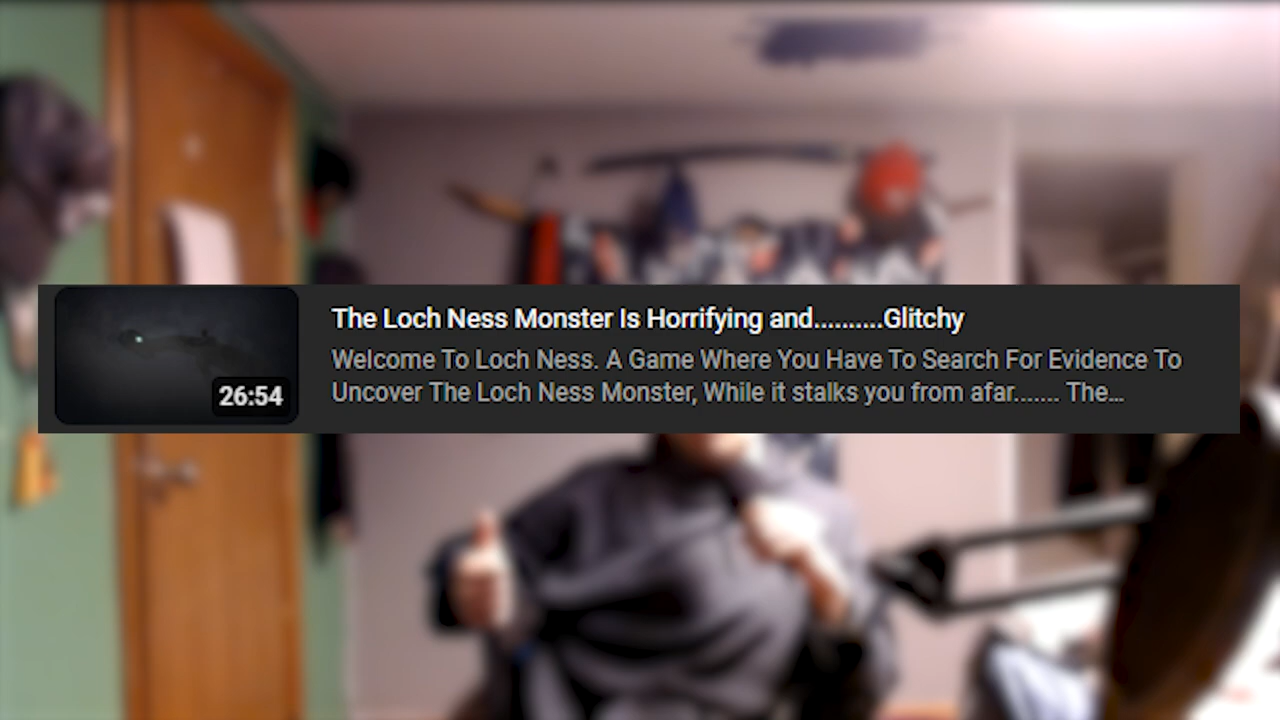 The Loch Ness Monster Is Horrifying and..........Glitchy
Welcome To Loch Ness. A Game Where You Have To Search For Evidence To
Uncover The Loch Ness Monster, While it stalks you from afar....... The…
26:54